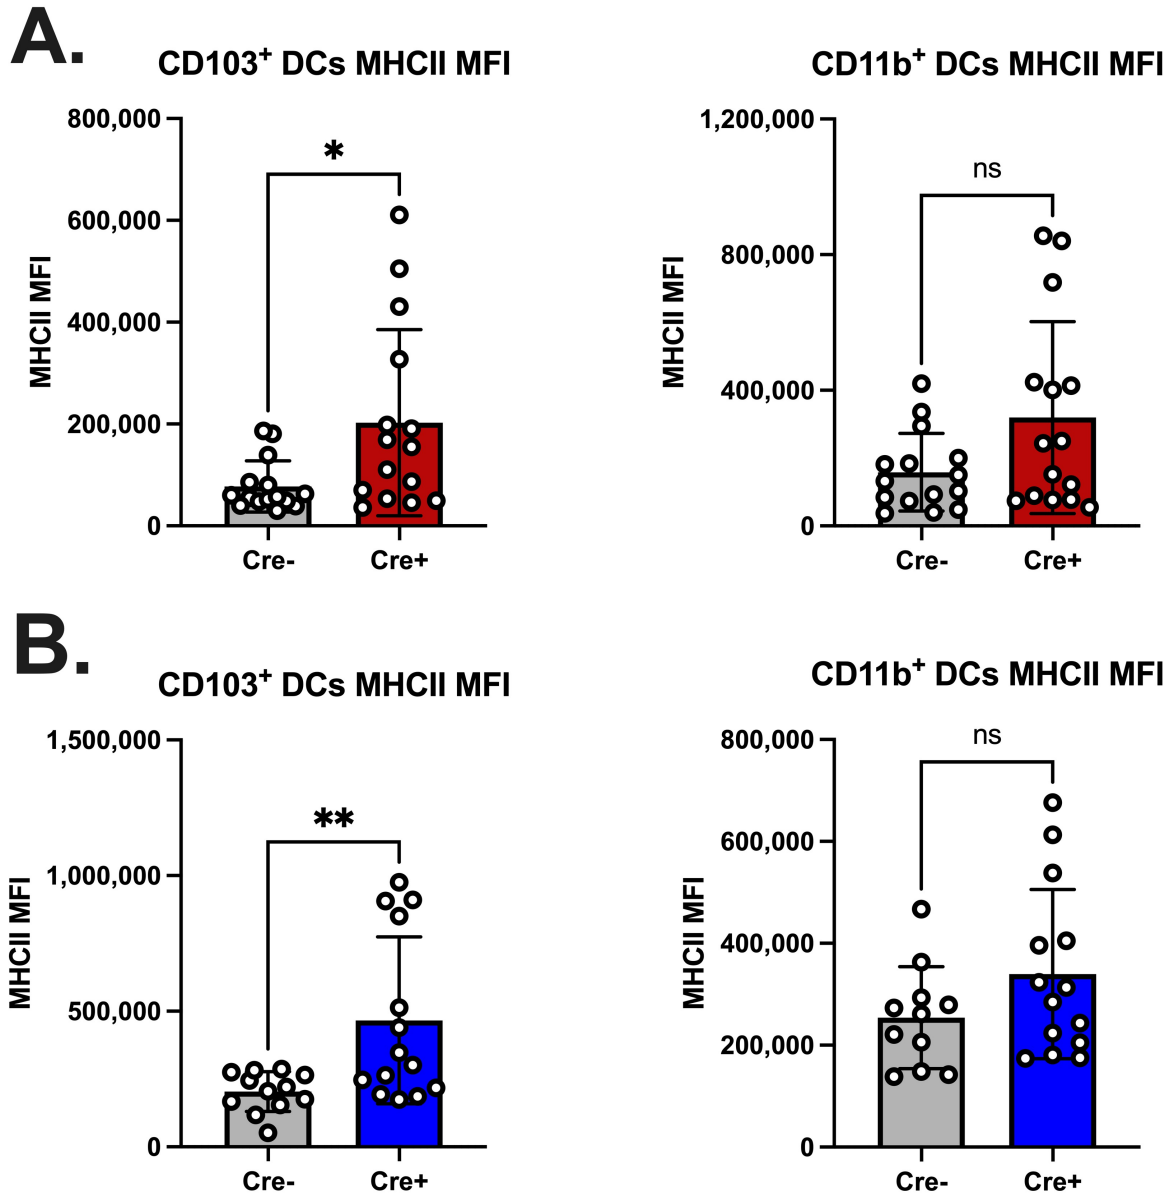 A.
CD103+ DCs MHCII MFI
MHCII MFI
800,000
600,000
400,000
200,000
0
*
Cre-
Cre+
CD11b+ DCs MHCII MFI
MHCII MFI
1,200,000
800,000
400,000
0
ns
Cre-
Cre+
B.
CD103+ DCs MHCII MFI
MHCII MFI
1,500,000
1,000,000
500,000
0
**
Cre-
Cre+
CD11b+ DCs MHCII MFI
MHCII MFI
800,000
600,000
400,000
200,000
0
ns
Cre-
Cre+